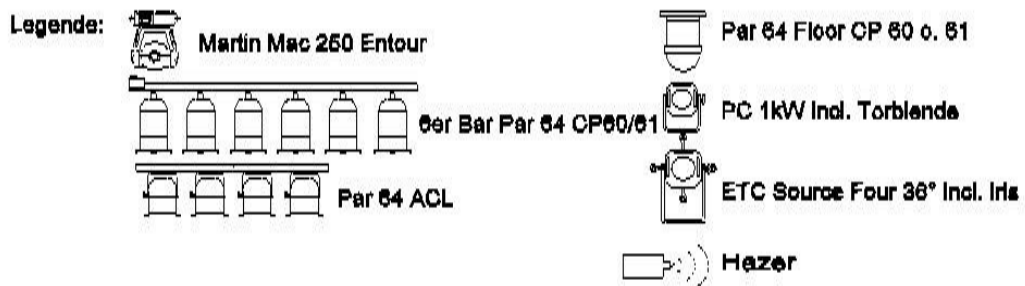 Legende:
Martin Mac 250 Entour
6er Bar Par 64 CP60/61
Par 64 ACL
Par 64 Floor CP 60 o. 61
PC 1kW incl. Torblende
ETC Source Four 36° incl. Iris
Hazer